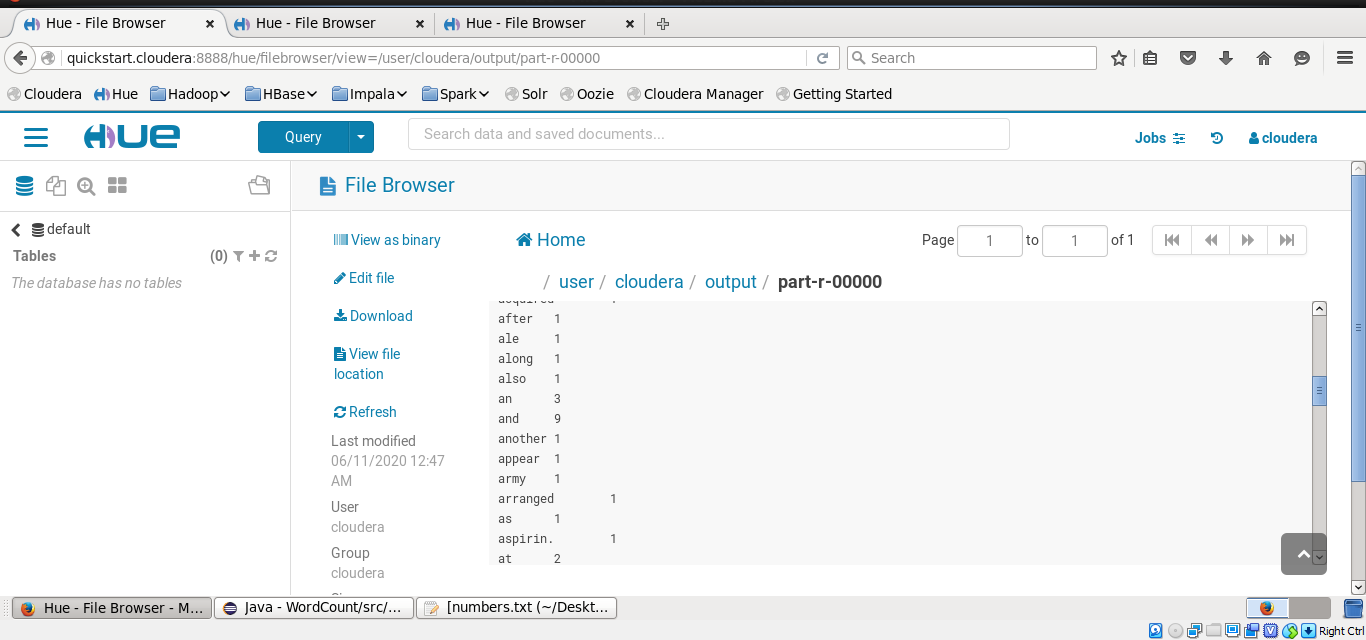 Hue - File Browser
Hue - File Browser
Hue - File Browser
quickstart.cloudera:8888/hue/filebrowser/view=/user/cloudera/output/part-r-00000
Search
Cloudera Hue Hadoop HBase Impala Spark Solr Oozie Cloudera Manager Getting Started
HUE
Query
Search data and saved documents...
Jobs
cloudera
File Browser
default
Tables (0)
The database has no tables
View as binary
Edit file
Download
View file
location
Refresh
Last modified
06/11/2020 12:47
AM
User
cloudera
Group
cloudera
Home
Page 1 to 1 of 1
/ user / cloudera / output / part-r-00000
after 1
ale 1
along 1
also 1
an 3
and 9
another 1
appear 1
army 1
arranged 1
as 1
aspirin. 1
at 2
Hue - File Browser - M...
Java - WordCount/src/...
[numbers.txt (~/Deskt...
Right Ctrl